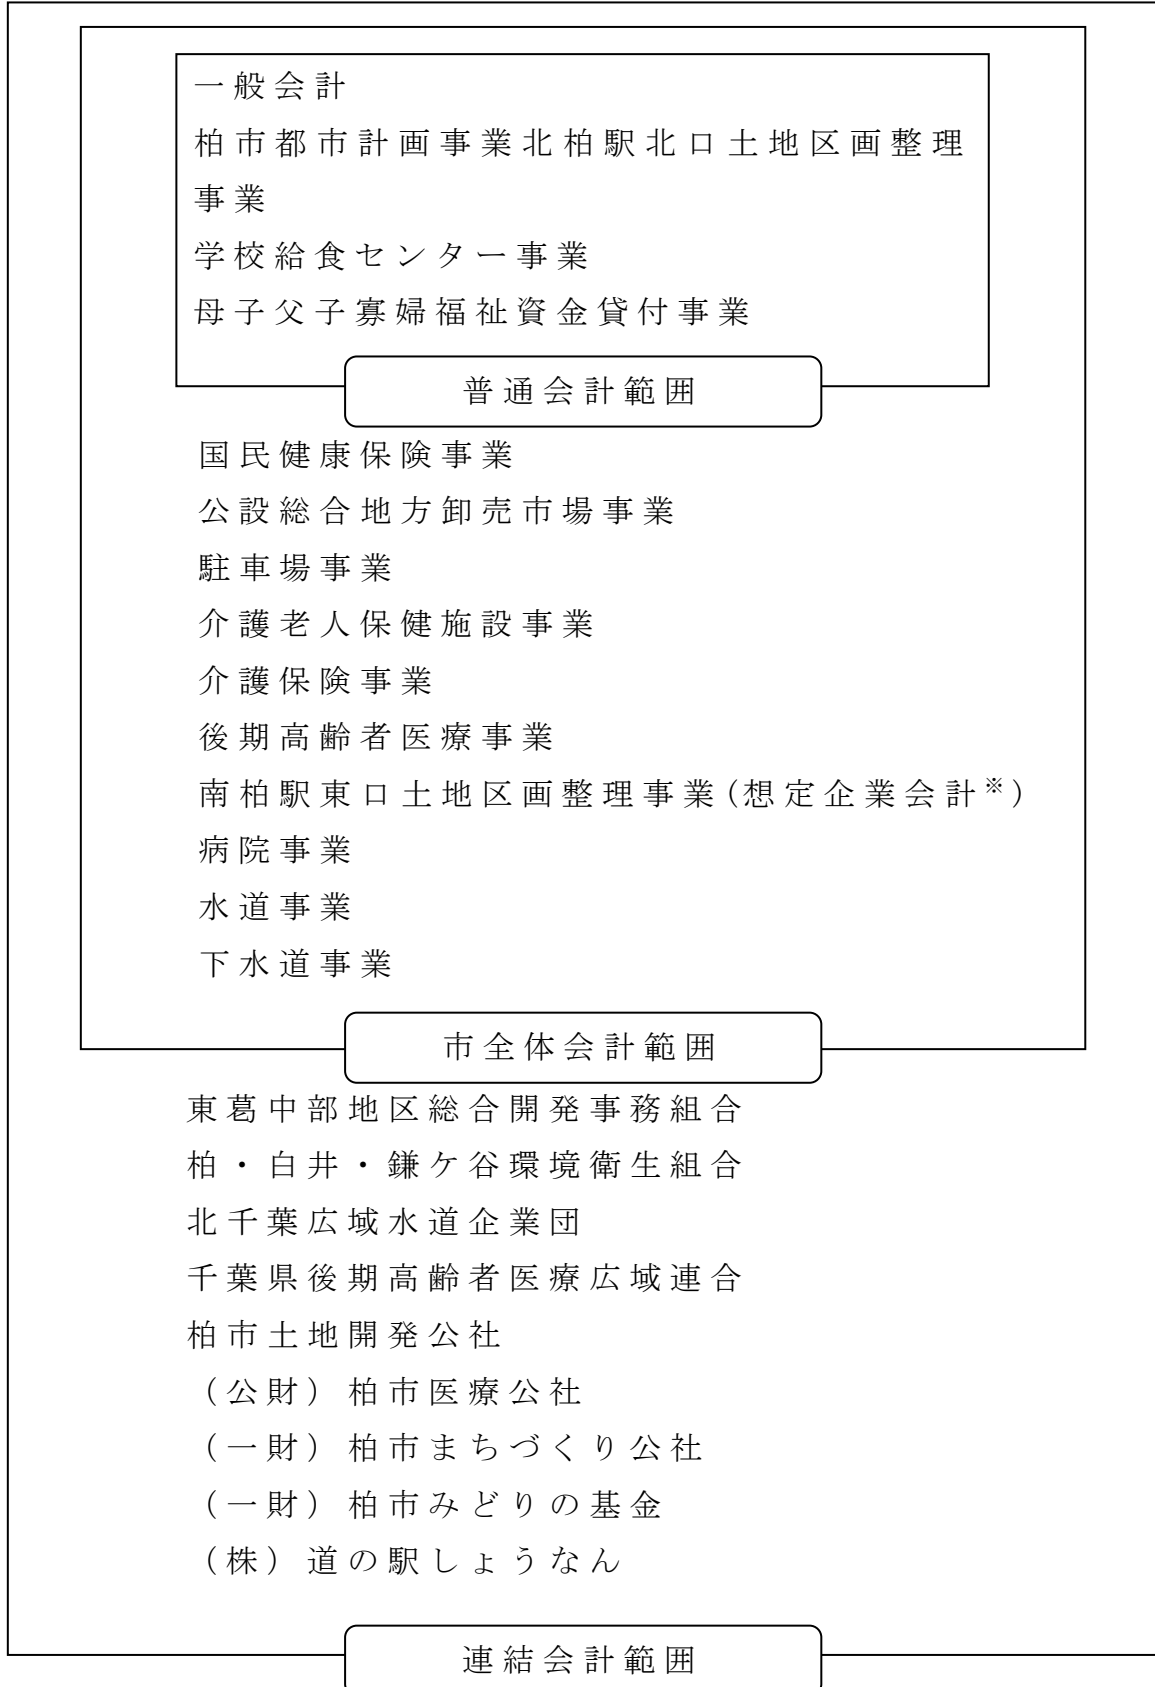 一般会計
柏市都市計画事業北柏駅北口土地区画整理
事業
学校給食センター事業
母子父子寡婦福祉資金貸付事業
普通会計範囲
国民健康保険事業
公設総合地方卸売市場事業
駐車場事業
介護老人保健施設事業
介護保険事業
後期高齢者医療事業
南柏駅東口土地区画整理事業(想定企業会計※)
病院事業
水道事業
下水道事業
市全体会計範囲
東葛中部地区総合開発事務組合
柏・白井・鎌ケ谷環境衛生組合
北千葉広域水道企業団
千葉県後期高齢者医療広域連合
柏市土地開発公社
（公財）柏市医療公社
（一財）柏市まちづくり公社
（一財）柏市みどりの基金
（株）道の駅しょうなん
連結会計範囲